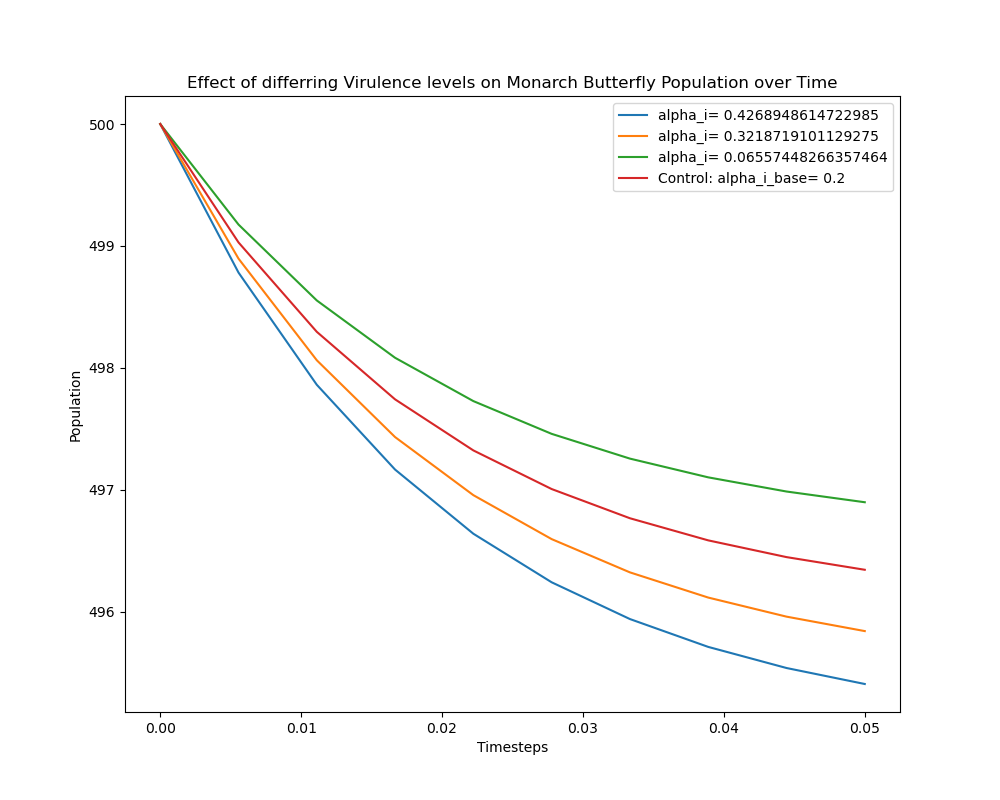 Effect of differring Virulence levels on Monarch Butterfly Population over Time
alpha_i= 0.4268948614722985
alpha_i= 0.3218719101129275
alpha_i= 0.06557448266357464
Control: alpha_i_base= 0.2
500
499
498
497
496
Population
0.00 0.01 0.02 0.03 0.04 0.05
Timesteps